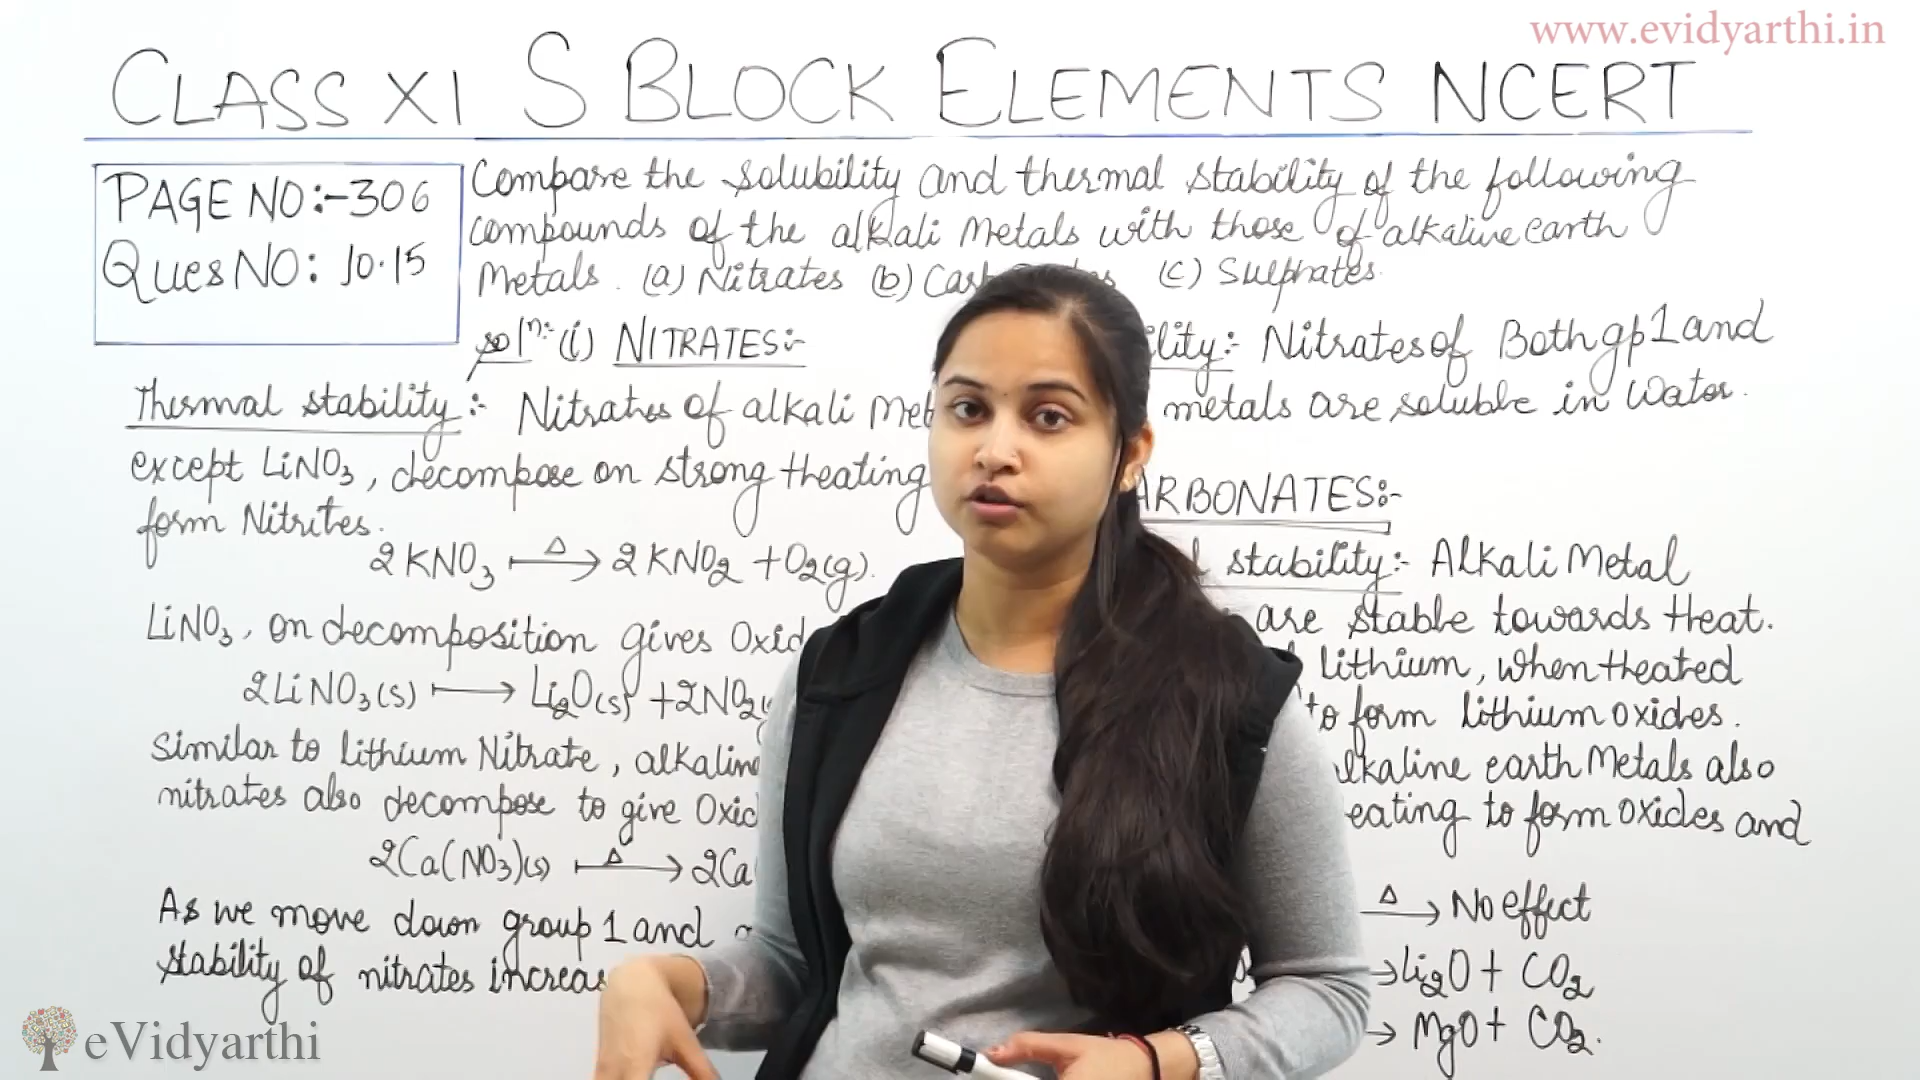 www.evidyarthi.in
CLASS XI S BLOCK ELEMENTS NCERT
PAGE NO:-306
Ques NO: 10.15
Compare the solubility and thermal stability of the following
compounds of the alkali Metals with those of alkaline earth
Metals. (a) Nitrates (b) (c) Sulphates.
solⁿ:- (i) NITRATES:-
Thermal stability:- Nitrates of alkali
except LiNO3, decompose on strong heating
form Nitrites.
2KNO3 Δ→ 2KNO2 + O2(g).
LiNO3, on decomposition gives
2LiNO3(s) → Li2O(s) + 2NO2
Similar to lithium Nitrate, alkaline
nitrates also decompose to give
2Ca(NO3)(s) Δ→ 2Ca
As we move down group 1 and
stability of nitrates
Nitrates of Both gp 1 and
metals are soluble in water.
stability:- Alkali Metal
are stable towards heat.
lithium, when heated
to form lithium oxides.
earth Metals also
to form oxides and
Δ→ No effect
→ Li2O + CO2
→ MgO + CO2.
eVidyarthi